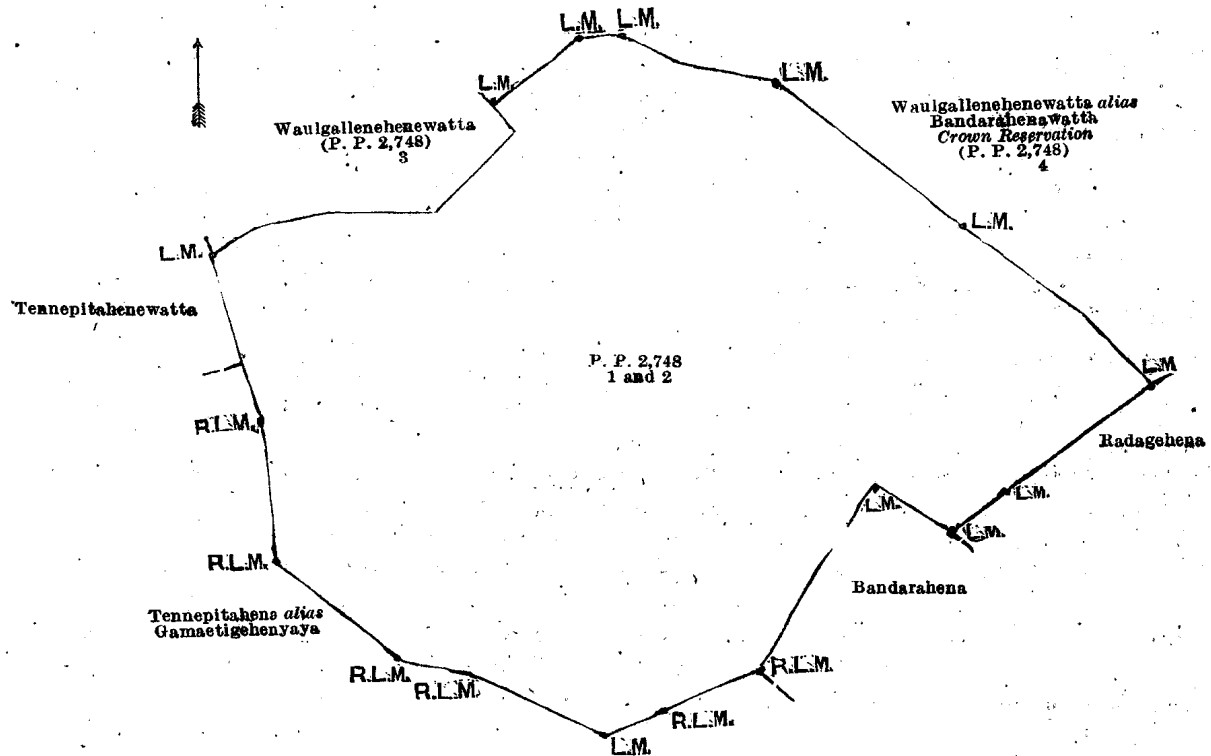 L.M. L.M.
L.M.
L.M.
Waulgallenehenewatta
(P. P. 2,748)
3
Waulgallenehenewatta alias
Bandarahenawatta
Crown Reservation
(P. P. 2,748)
4
L.M.
L.M.
Tennepitahenewatta
P. P. 2,748
1 and 2
L.M
R.L.M.
Radagehena
L.M.
L.M.
L.M.
R.L.M.
Bandarahena
Tennepitahena alias
Gamaetigehenyaya
R.L.M.
R.L.M.
R.L.M.
R.L.M.
L.M.